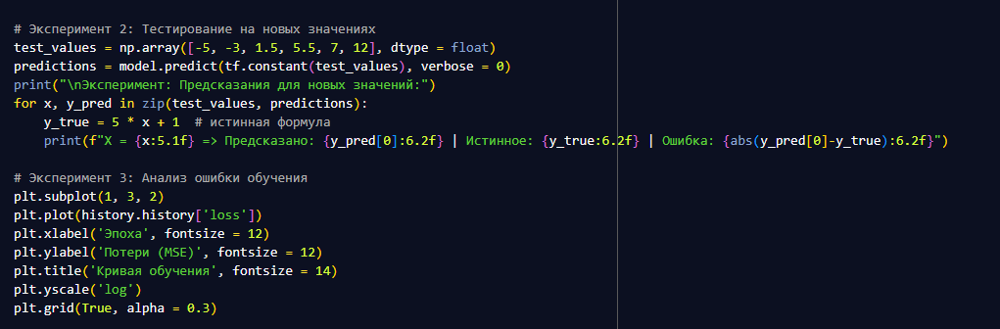 # Эксперимент 2: Тестирование на новых значениях
test_values = np.array([-5, -3, 1.5, 5.5, 7, 12], dtype = float)
predictions = model.predict(tf.constant(test_values), verbose = 0)
print("\nЭксперимент: Предсказания для новых значений:")
for x, y_pred in zip(test_values, predictions):
    y_true = 5 * x + 1  # истинная формула
    print(f"X = {x:5.1f} => Предсказано: {y_pred[0]:6.2f} | Истинное: {y_true:6.2f} | Ошибка: {abs(y_pred[0]-y_true):6.2f}")

# Эксперимент 3: Анализ ошибки обучения
plt.subplot(1, 3, 2)
plt.plot(history.history['loss'])
plt.xlabel('Эпоха', fontsize = 12)
plt.ylabel('Потери (MSE)', fontsize = 12)
plt.title('Кривая обучения', fontsize = 14)
plt.yscale('log')
plt.grid(True, alpha = 0.3)